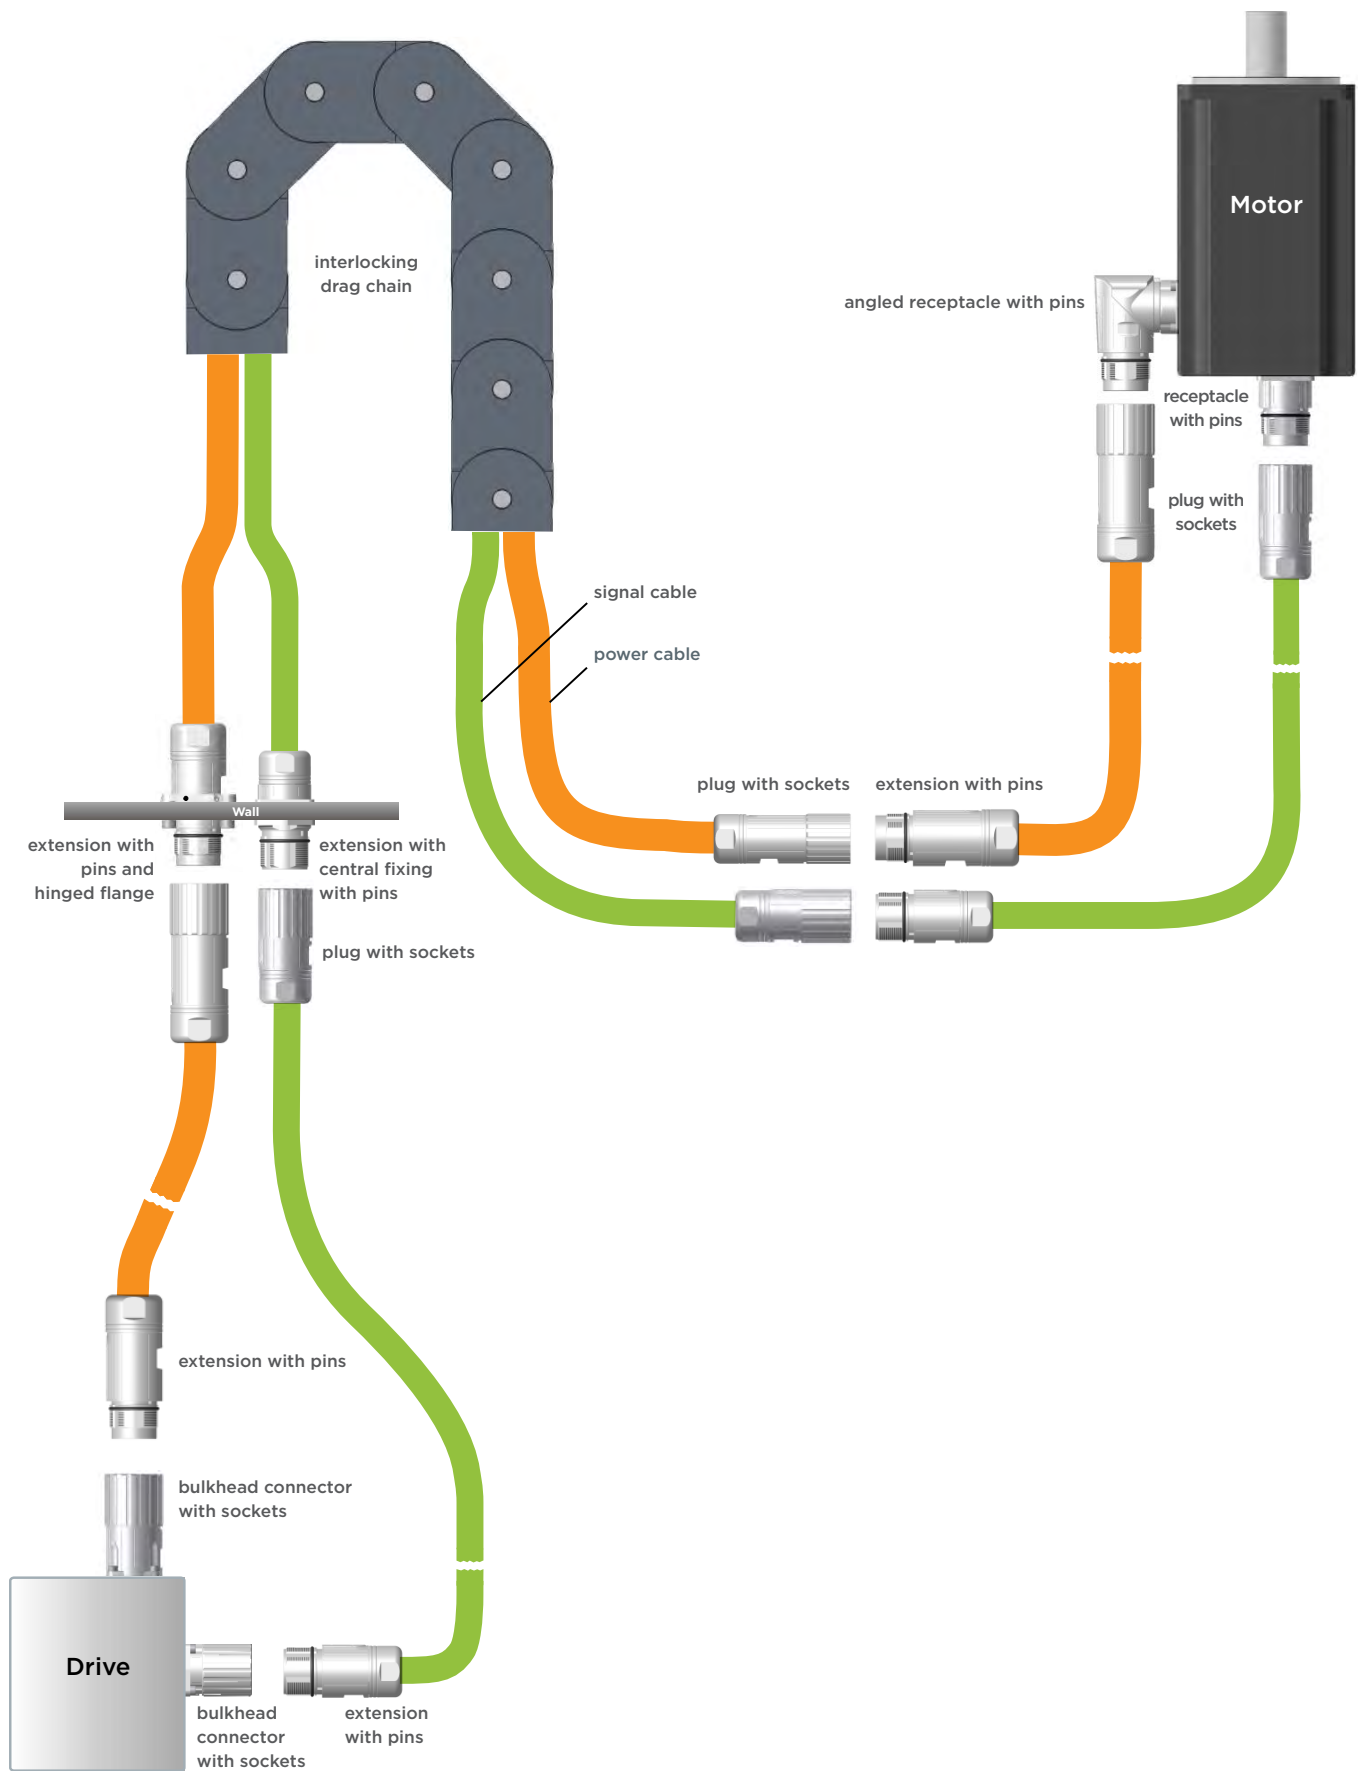 Motor
interlocking
drag chain
angled receptacle with pins
receptacle
with pins
plug with
sockets
signal cable
power cable
plug with sockets
extension with pins
Wall
extension with
pins and
hinged flange
extension with
central fixing
with pins
plug with sockets
extension with pins
bulkhead connector
with sockets
Drive
bulkhead
connector
with sockets
extension
with pins